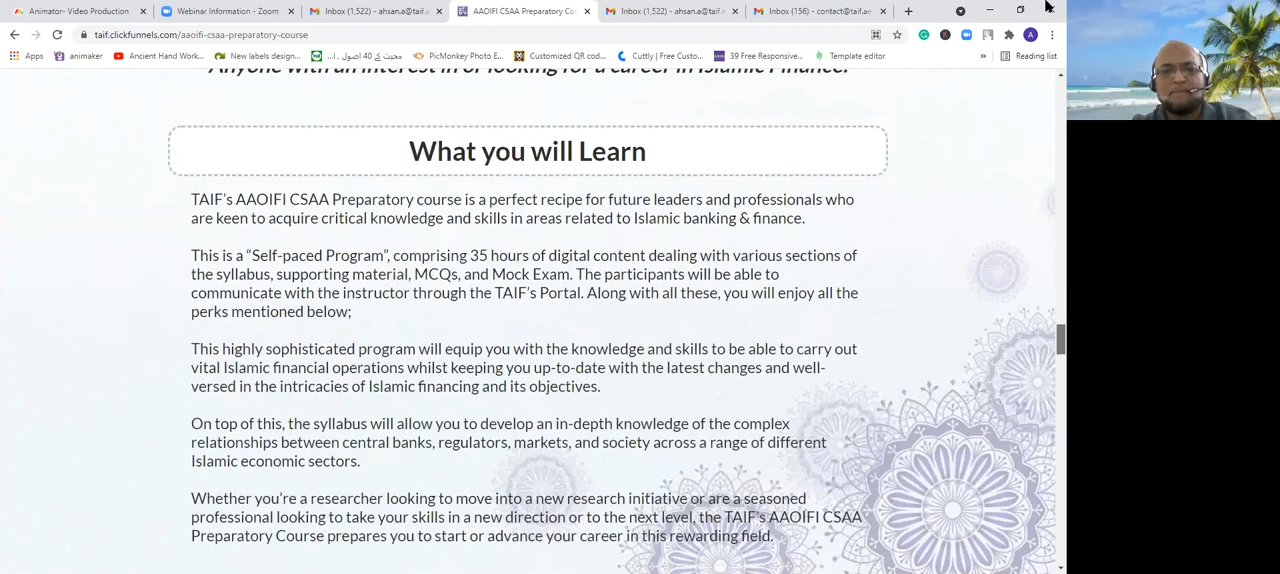 Animator- Video Production
Webinar Information - Zoom
Inbox (1,522) - ahsan.a@taif.a
AAOIFI CSAA Preparatory Co
Inbox (1,522) - ahsan.a@taif.a
Inbox (156) - contact@taif.ae
taif.clickfunnels.com/aaoifi-csaa-preparatory-course
Apps
animaker
Ancient Hand Work...
New labels design...
محبت کے 40 اصول ا...
PicMonkey Photo E...
Customized QR cod...
Cuttly | Free Custo...
39 Free Responsive...
Template editor
Reading list
Anyone with an interest in or looking for a career in Islamic Finance.
What you will Learn
TAIF's AAOIFI CSAA Preparatory course is a perfect recipe for future leaders and professionals who
are keen to acquire critical knowledge and skills in areas related to Islamic banking & finance.
This is a “Self-paced Program”, comprising 35 hours of digital content dealing with various sections of
the syllabus, supporting material, MCQs, and Mock Exam. The participants will be able to
communicate with the instructor through the TAIF's Portal. Along with all these, you will enjoy all the
perks mentioned below;
This highly sophisticated program will equip you with the knowledge and skills to be able to carry out
vital Islamic financial operations whilst keeping you up-to-date with the latest changes and well-
versed in the intricacies of Islamic financing and its objectives.
On top of this, the syllabus will allow you to develop an in-depth knowledge of the complex
relationships between central banks, regulators, markets, and society across a range of different
Islamic economic sectors.
Whether you're a researcher looking to move into a new research initiative or are a seasoned
professional looking to take your skills in a new direction or to the next level, the TAIF's AAOIFI CSAA
Preparatory Course prepares you to start or advance your career in this rewarding field.